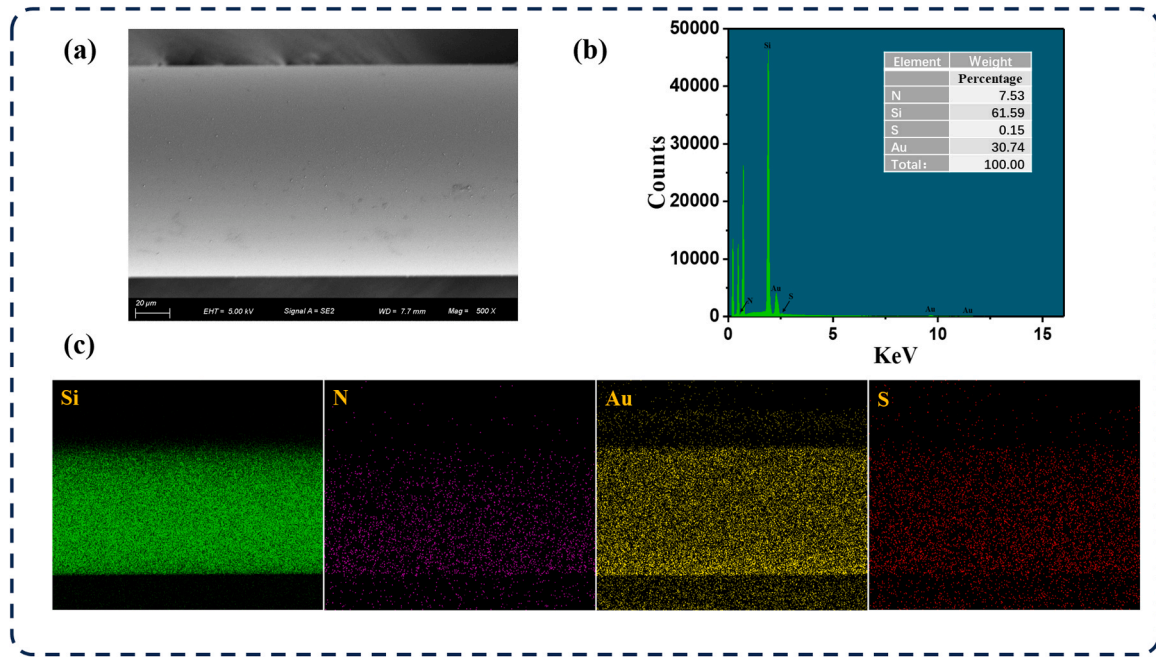 (a)
20 μm
EHT = 5.00 kV
Signal A = SE2
WD = 7.7 mm
Mag = 500 X
(b)
50000
40000
30000
20000
10000
0
Counts
0
5
10
15
KeV
Si
N
Au
S
Au
Au
Element Weight
Percentage
N 7.53
Si 61.59
S 0.15
Au 30.74
Total: 100.00
(c)
Si
N
Au
S